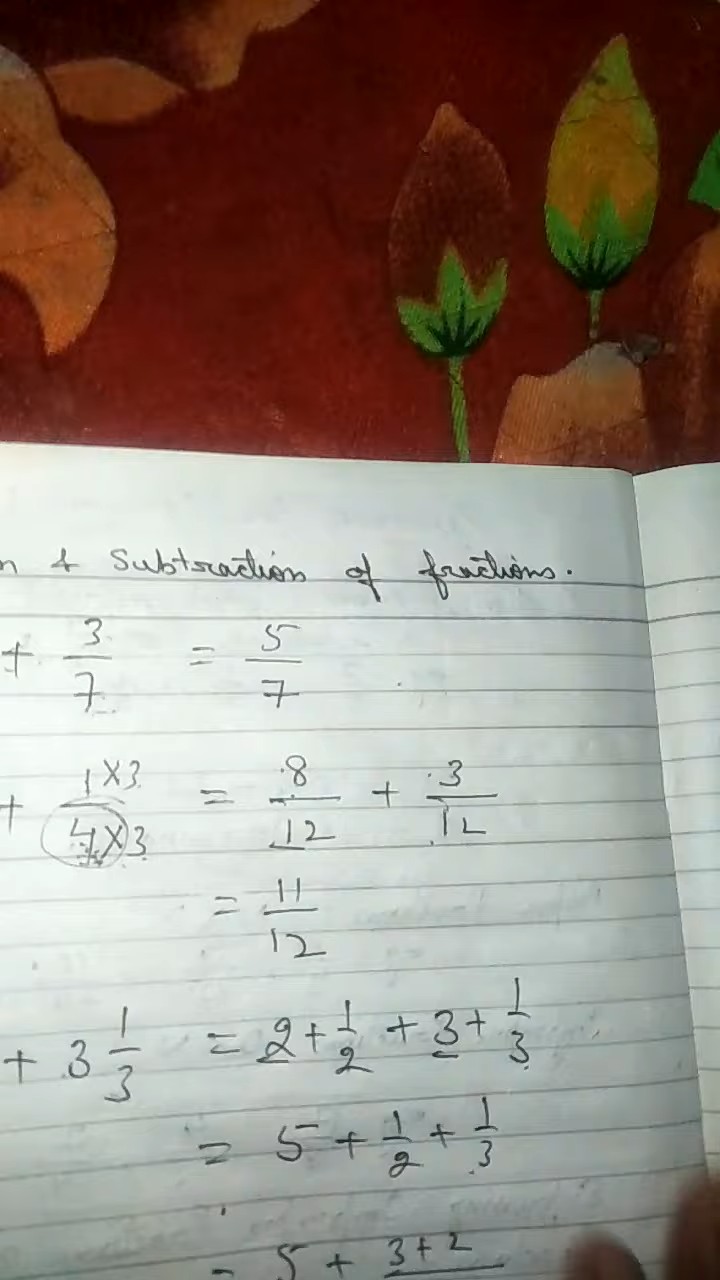 n & Subtraction of fractions.
+ 3/7 = 5/7
+ 1×3/4×3 = 8/12 + 3/12
= 11/12
+ 3 1/3 = 2 + 1/2 + 3 + 1/3
= 5 + 1/2 + 1/3
= 5 + 3+2